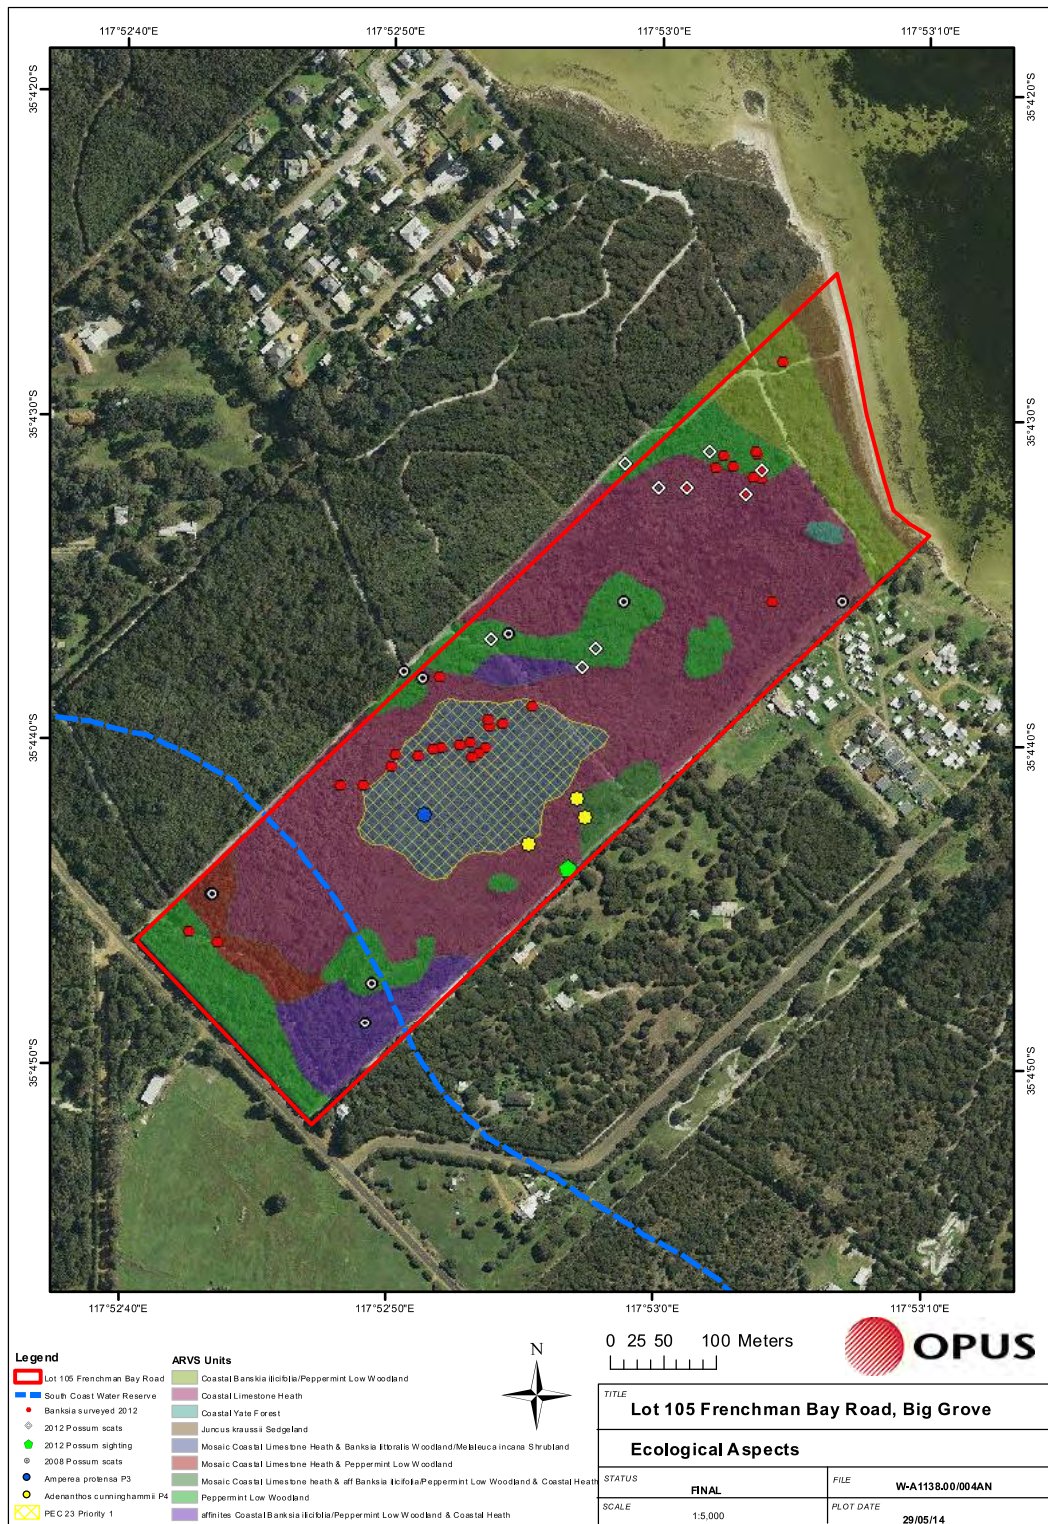 117°52'40"E 117°52'50"E 117°53'0"E 117°53'10"E
35°4'20"S 35°4'20"S
35°4'30"S 35°4'30"S
35°4'40"S 35°4'40"S
35°4'50"S 35°4'50"S
117°52'40"E 117°52'50"E 117°53'0"E 117°53'10"E
Legend
Lot 105 Frenchman Bay Road
South Coast Water Reserve
Banksia surveyed 2012
2012 Possum scats
2012 Possum sighting
2008 Possum scats
Amperea protensa P3
Adenanthos cunninghammii P4
PEC 23 Priority 1
ARVS Units
Coastal Banskia ilicifolia/Peppermint Low Woodland
Coastal Limestone Heath
Coastal Yate Forest
Juncus kraussii Sedgeland
Mosaic Coastal Limestone Heath & Banksia littoralis Woodland/Melaleuca incana Shrubland
Mosaic Coastal Limestone Heath & Peppermint Low Woodland
Mosaic Coastal Limestone heath & aff Banksia ilicifolia/Peppermint Low Woodland & Coastal Heath
Peppermint Low Woodland
affinites Coastal Banksia ilicifolia/Peppermint Low Woodland & Coastal Heath
N
0 25 50 100 Meters
OPUS
TITLE
Lot 105 Frenchman Bay Road, Big Grove
Ecological Aspects
STATUS
FINAL
FILE
W-A1138.00/004AN
SCALE
1:5,000
PLOT DATE
29/05/14